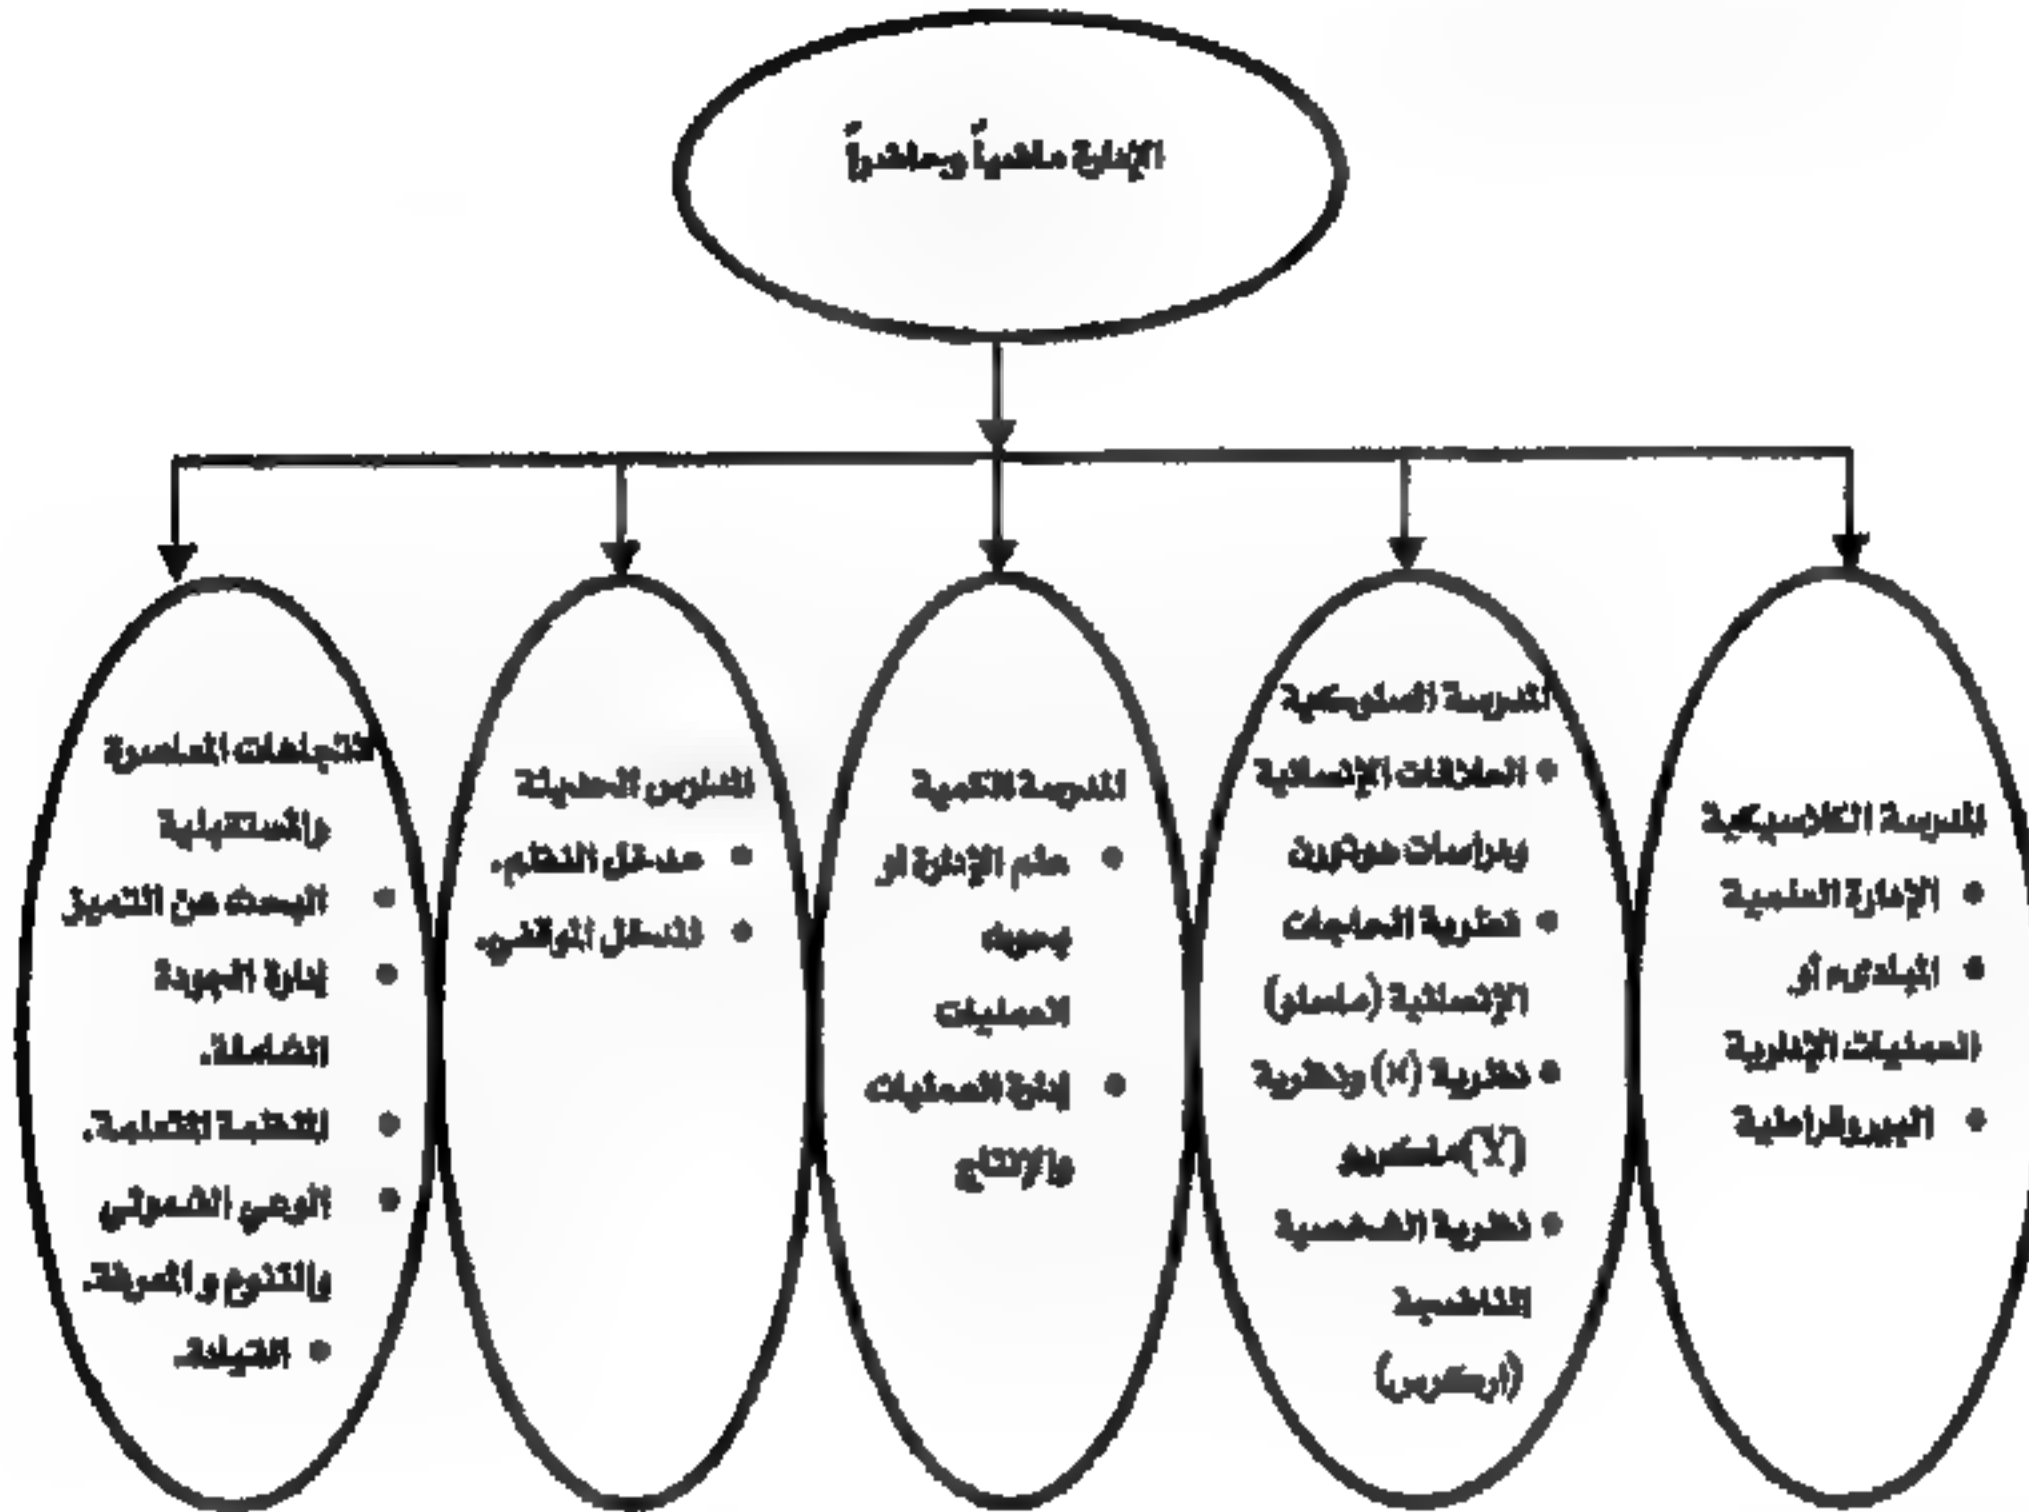 الإدارة ماضياً وحاضراً
المدرسة الكلاسيكية
• الإدارة العلمية
• المبادىء أو
العمليات الإدارية
• البيروقراطية
المدرسة السلوكية
• العلاقات الإنسانية
ودراسات هوثورن
• نظرية الحاجات
الإنسانية (ماسلو)
• نظرية (x) ونظرية
(Y) ماكريجر
• نظرية الشخصية
الناضجة
(ارجرس)
المدرسة الكمية
• علم الإدارة أو
بحوث
العمليات
• إدارة العمليات
والإنتاج
المدارس الحديثة
• مدخل النظم.
• المدخل الموقفي.
الاتجاهات المعاصرة
والمستقبلية
• البحث عن التميز
• إدارة الجودة
الشاملة.
• المنظمة المتعلمة.
• الوعي الشمولي
والتنوع و المعرفة.
• القيادة.